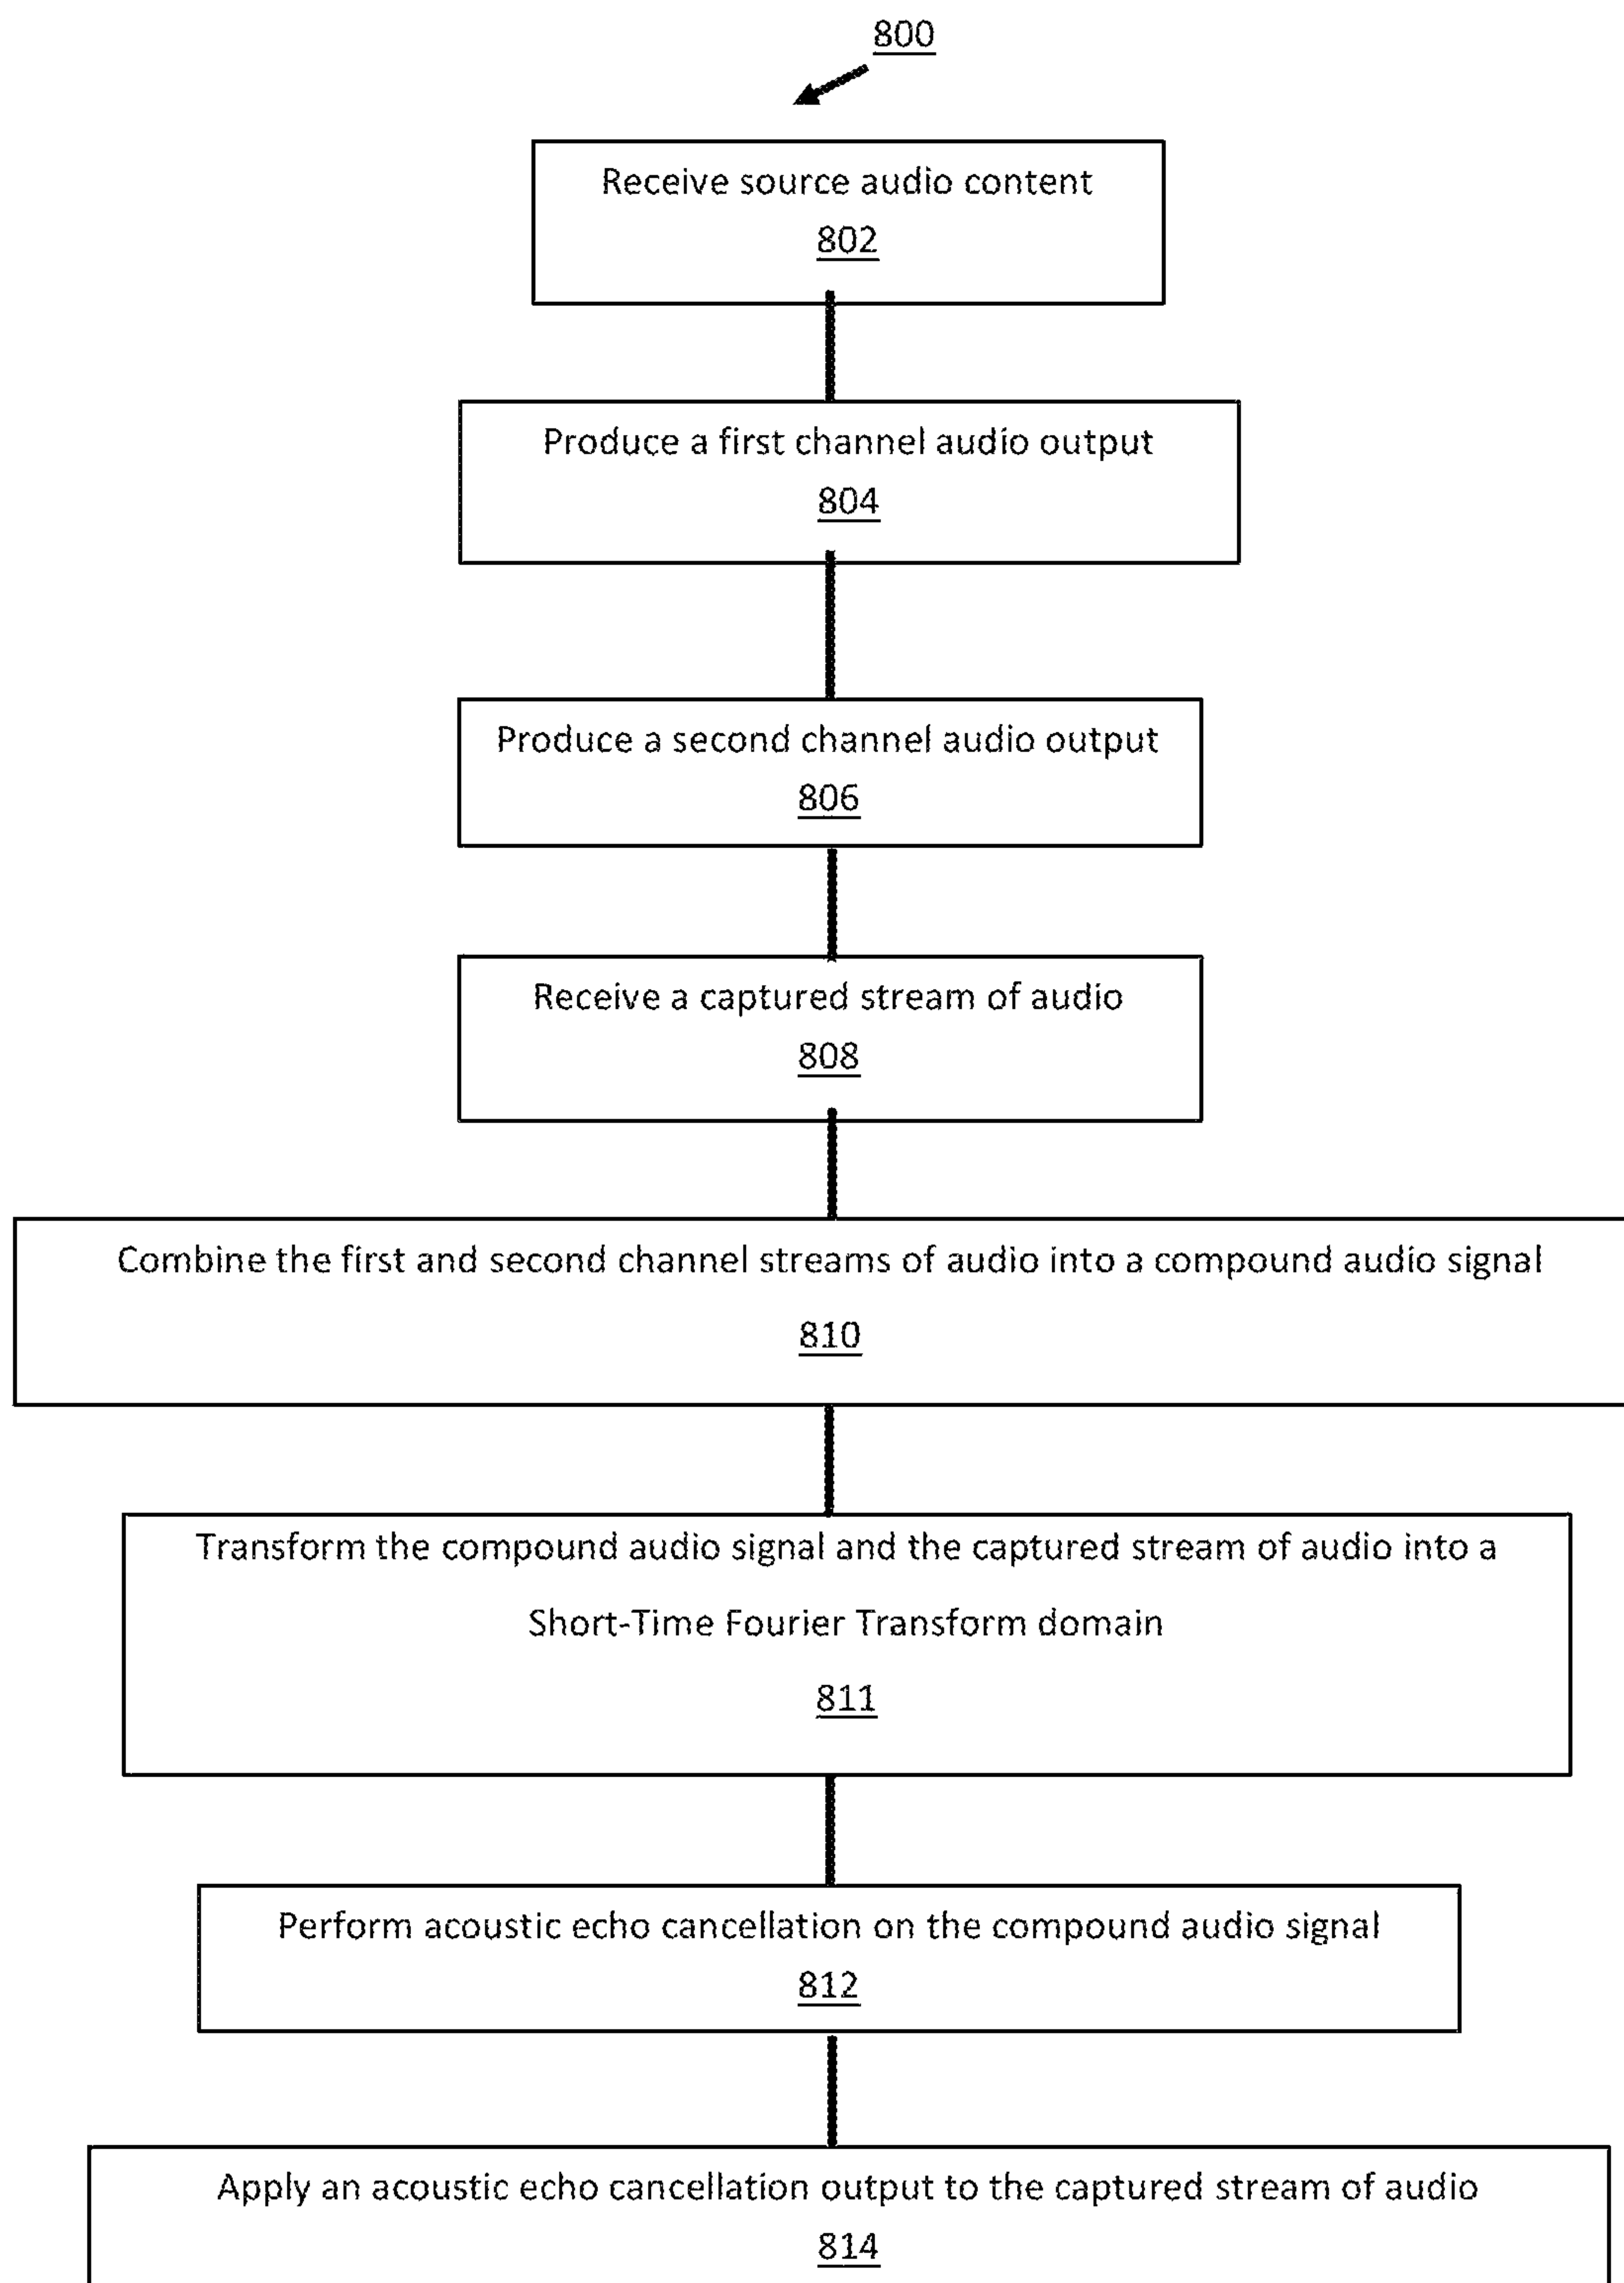 800
Receive source audio content
802
Produce a first channel audio output
804
Produce a second channel audio output
806
Receive a captured stream of audio
808
Combine the first and second channel streams of audio into a compound audio signal
810
Transform the compound audio signal and the captured stream of audio into a
Short-Time Fourier Transform domain
811
Perform acoustic echo cancellation on the compound audio signal
812
Apply an acoustic echo cancellation output to the captured stream of audio
814